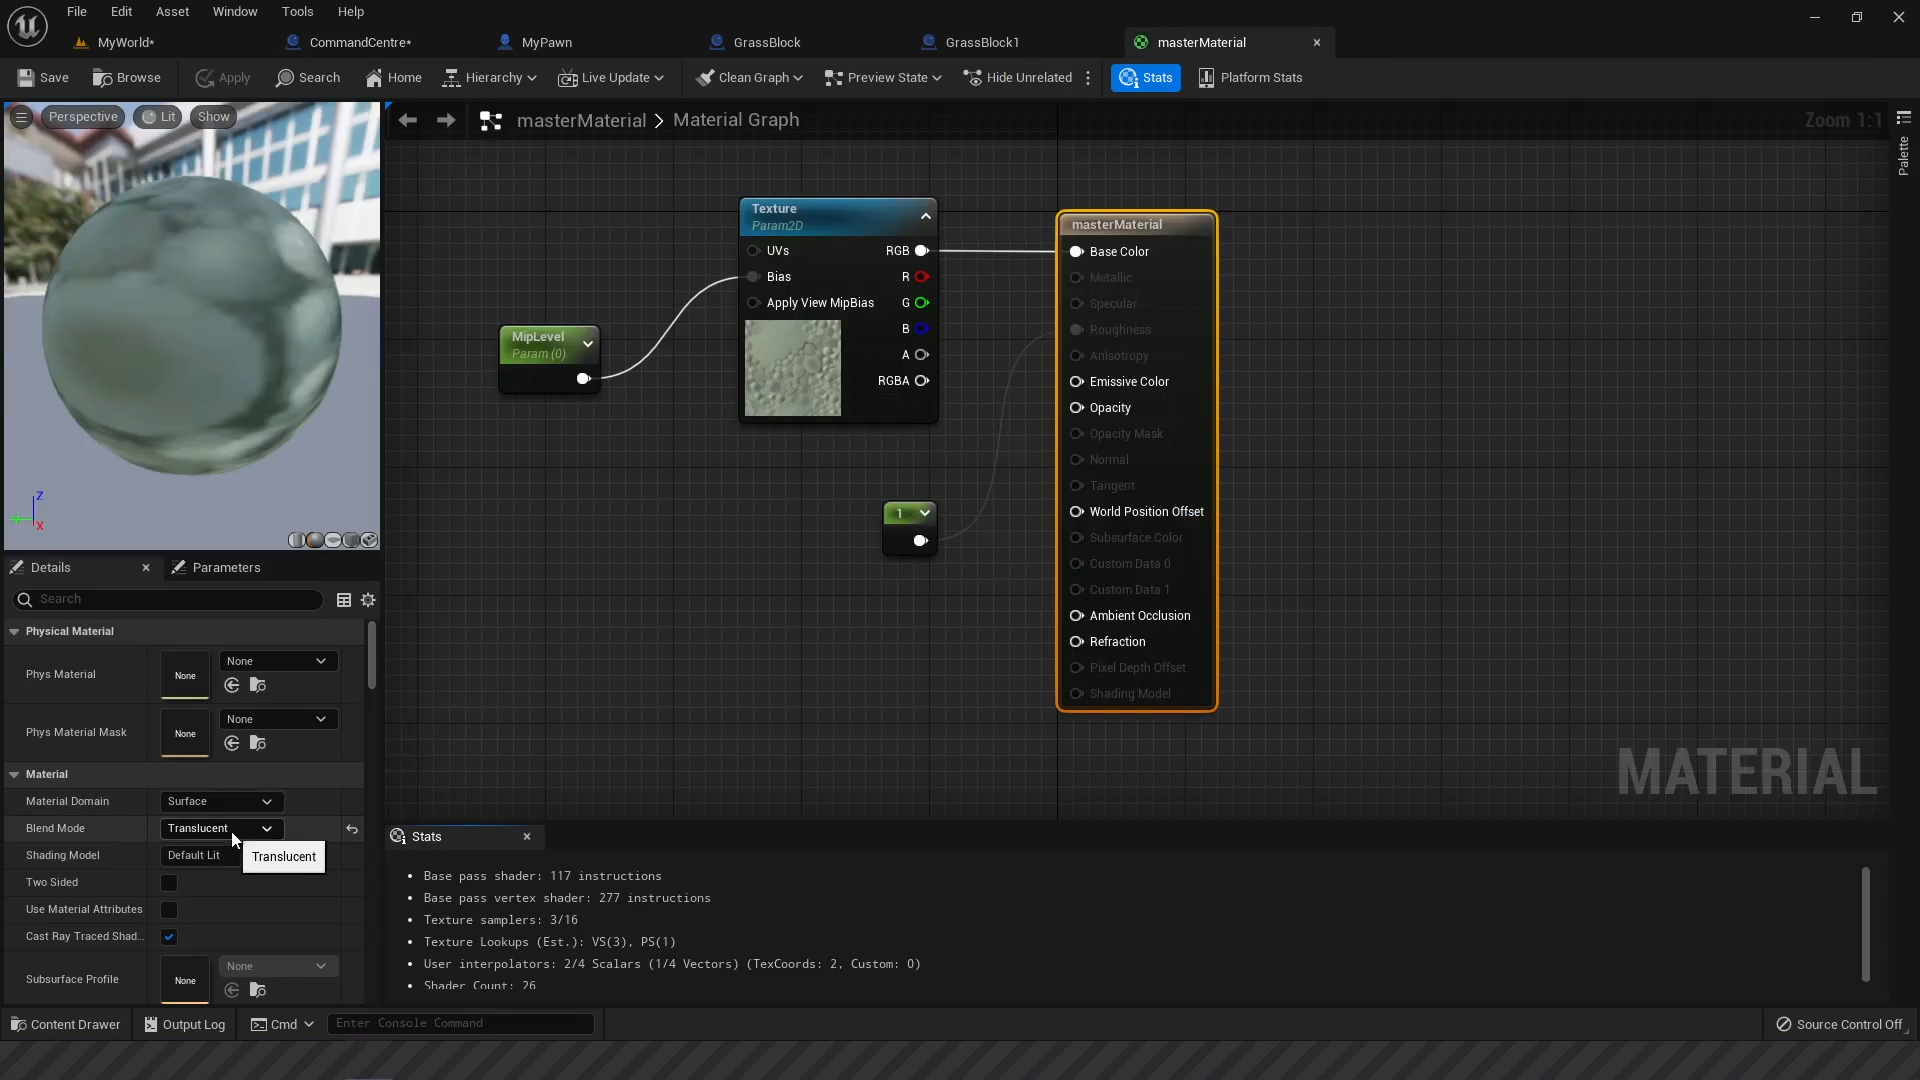 File Edit Asset Window Tools Help
MyWorld* CommandCentre* MyPawn GrassBlock GrassBlock1 masterMaterial
Save Browse Apply Search Home Hierarchy Live Update Clean Graph Preview State Hide Unrelated Stats Platform Stats
Perspective Lit Show
masterMaterial > Material Graph
Zoom 1:1
Palette
Texture
Param2D
UVs RGB
Bias R
Apply View MipBias G
B
A
RGBA
MipLevel
Param (0)
1
masterMaterial
Base Color
Metallic
Specular
Roughness
Anisotropy
Emissive Color
Opacity
Opacity Mask
Normal
Tangent
World Position Offset
Subsurface Color
Custom Data 0
Custom Data 1
Ambient Occlusion
Refraction
Pixel Depth Offset
Shading Model
MATERIAL
Z
X
Details Parameters
Search
Physical Material
Phys Material None None
Phys Material Mask None None
Material
Material Domain Surface
Blend Mode Translucent
Shading Model Default Lit
Translucent
Two Sided
Use Material Attributes
Cast Ray Traced Shad...
Subsurface Profile None None
Stats
• Base pass shader: 117 instructions
• Base pass vertex shader: 277 instructions
• Texture samplers: 3/16
• Texture Lookups (Est.): VS(3), PS(1)
• User interpolators: 2/4 Scalars (1/4 Vectors) (TexCoords: 2, Custom: 0)
• Shader Count: 26
Content Drawer Output Log Cmd Enter Console Command Source Control Off